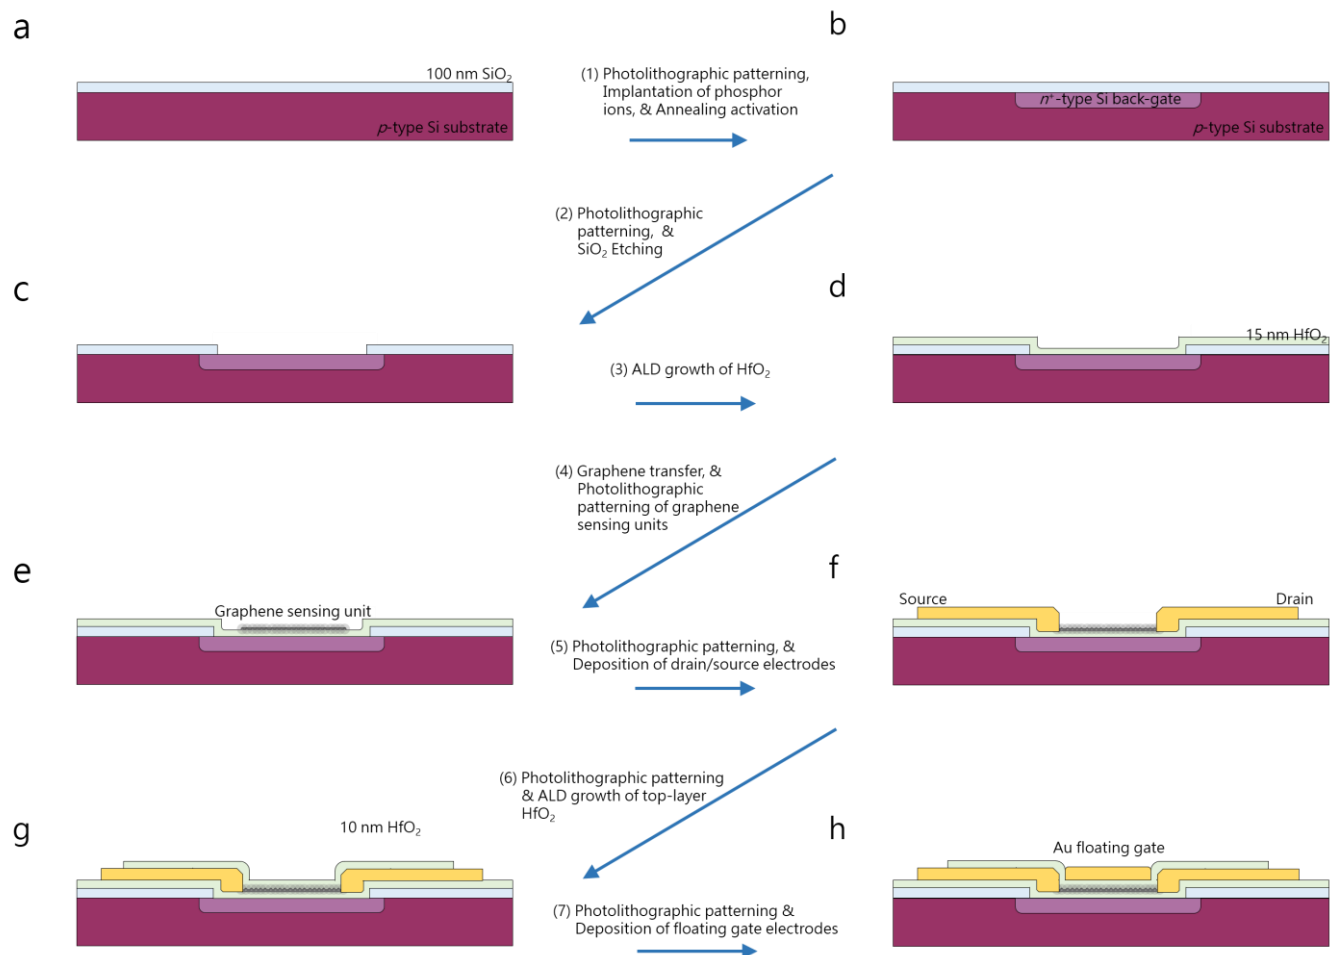 a
100 nm SiO₂
p-type Si substrate
(1) Photolithographic patterning,
Implantation of phosphor
ions, & Annealing activation
b
n⁺-type Si back-gate
p-type Si substrate
(2) Photolithographic
patterning, &
SiO₂ Etching
c
(3) ALD growth of HfO₂
d
15 nm HfO₂
(4) Graphene transfer, &
Photolithographic
patterning of graphene
sensing units
e
Graphene sensing unit
(5) Photolithographic patterning, &
Deposition of drain/source electrodes
f
Source
Drain
(6) Photolithographic patterning
& ALD growth of top-layer
HfO₂
g
10 nm HfO₂
(7) Photolithographic patterning &
Deposition of floating gate electrodes
h
Au floating gate